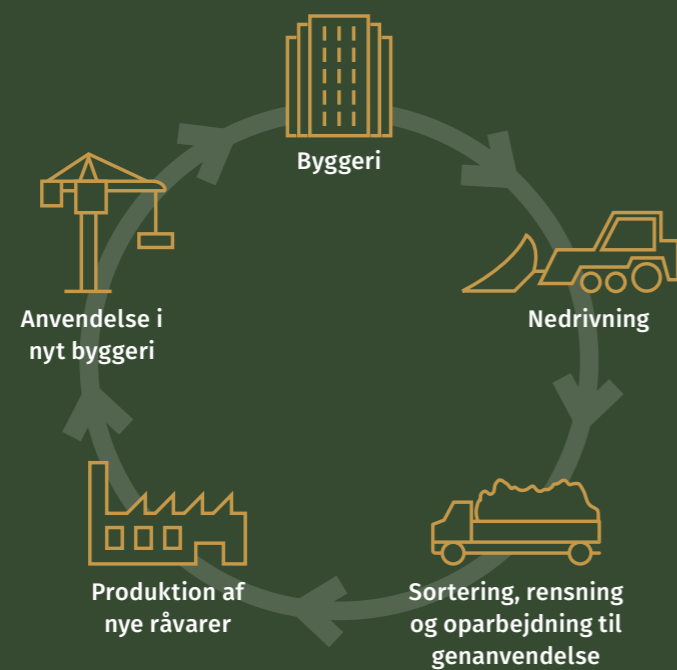 Byggeri
Nedrivning
Sortering, rensning
og oparbejdning til
genanvendelse
Produktion af
nye råvarer
Anvendelse i
nyt byggeri